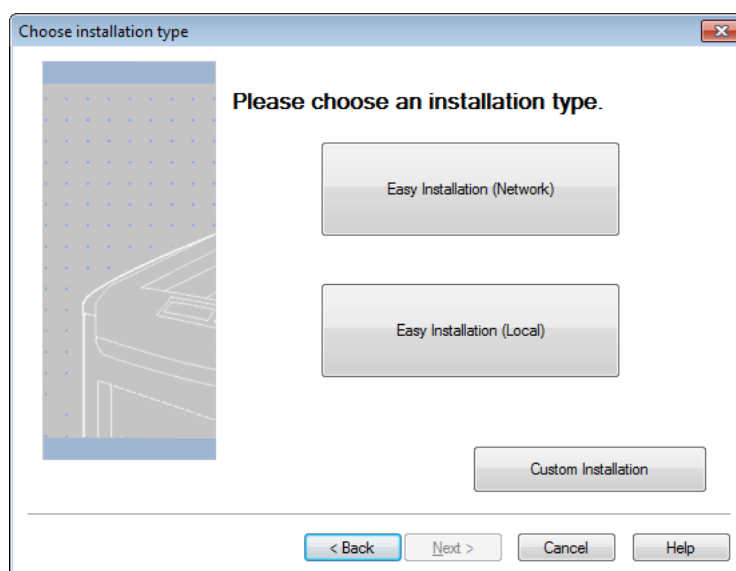 Choose installation type
Please choose an installation type.
Easy Installation (Network)
Easy Installation (Local)
Custom Installation
< Back
Next >
Cancel
Help